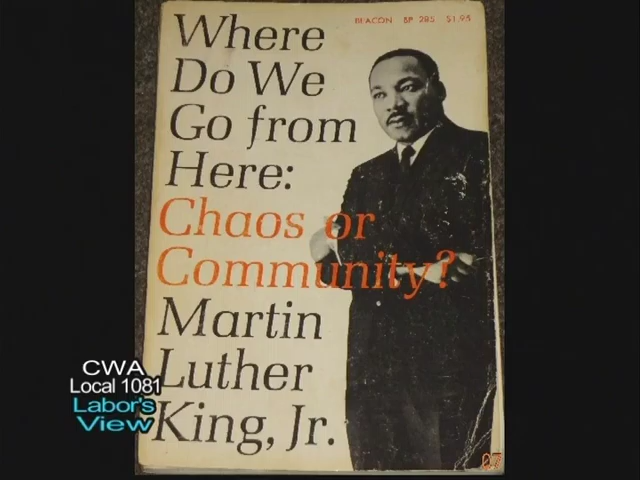 BEACON BP 285 $1.95
Where
Do We
Go from
Here:
Chaos or
Community?
Martin
Luther
King, Jr.
CWA
Local 1081
Labor's
View
07